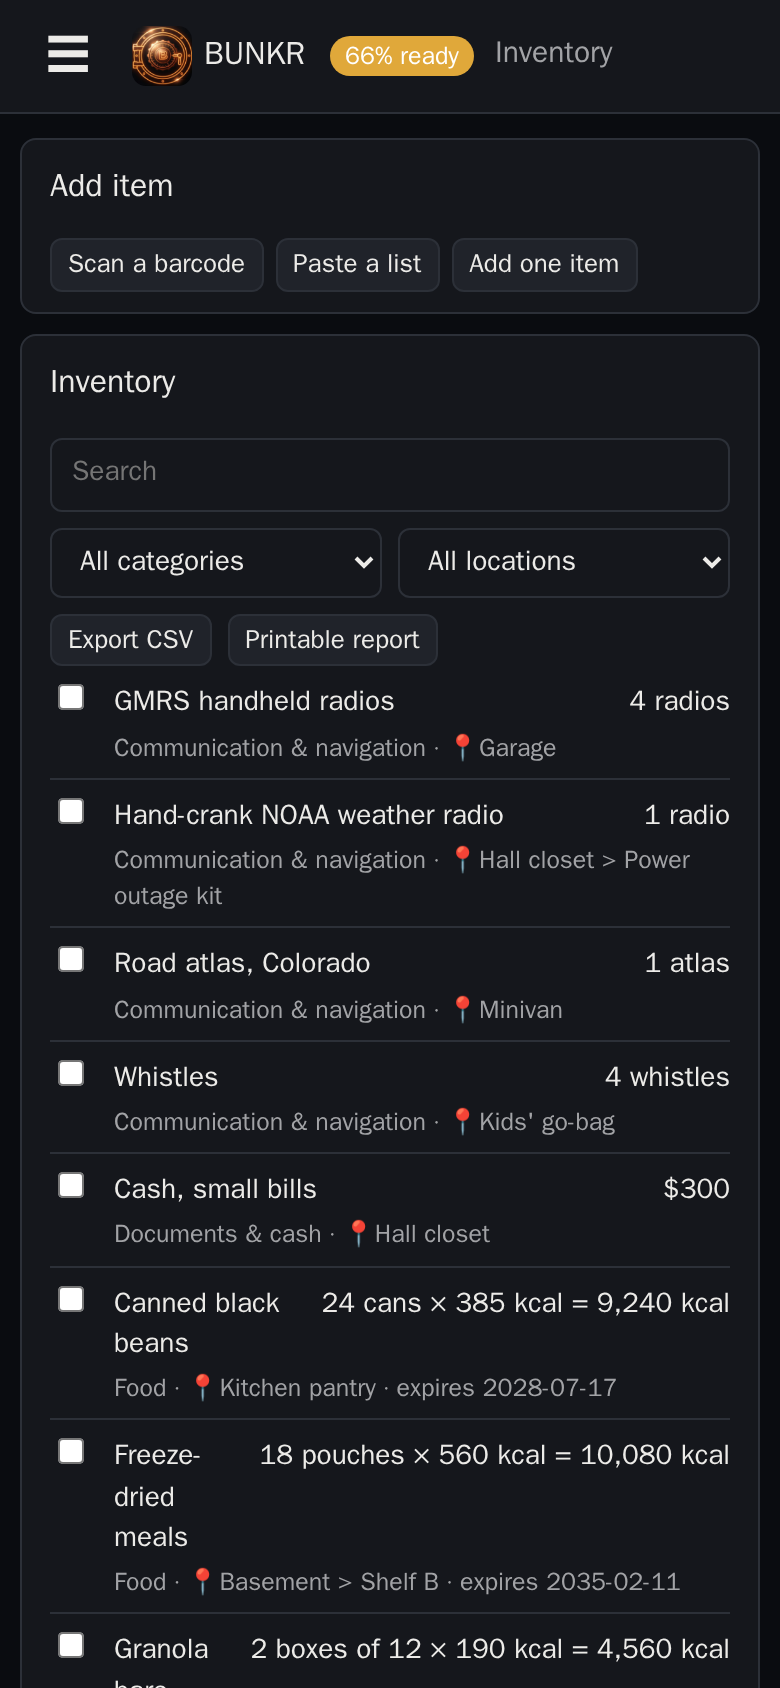 BUNKR
66% ready
Inventory
Add item
Scan a barcode
Paste a list
Add one item
Inventory
Search
All categories
All locations
Export CSV
Printable report
GMRS handheld radios
4 radios
Communication & navigation · 📍 Garage
Hand-crank NOAA weather radio
1 radio
Communication & navigation · 📍 Hall closet > Power
outage kit
Road atlas, Colorado
1 atlas
Communication & navigation · 📍 Minivan
Whistles
4 whistles
Communication & navigation · 📍 Kids' go-bag
Cash, small bills
$300
Documents & cash · 📍 Hall closet
Canned black
beans
24 cans × 385 kcal = 9,240 kcal
Food · 📍 Kitchen pantry · expires 2028-07-17
Freeze-
dried
meals
18 pouches × 560 kcal = 10,080 kcal
Food · 📍 Basement > Shelf B · expires 2035-02-11
Granola
2 boxes of 12 × 190 kcal = 4,560 kcal